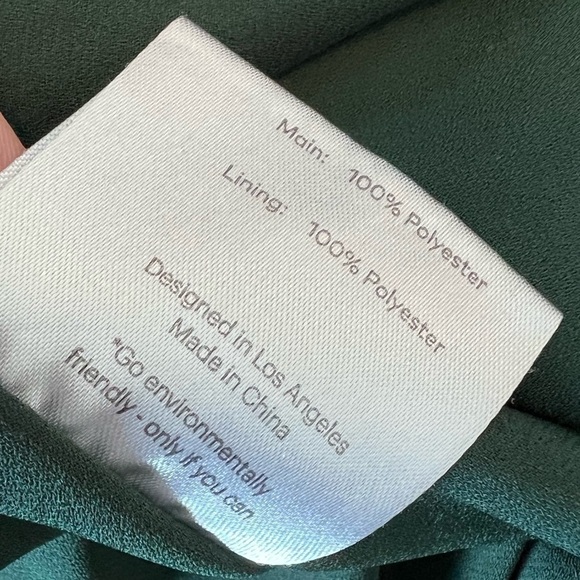 Main: 100% Polyester
Lining: 100% Polyester
Designed in Los Angeles
Made in China
*Go environmentally
friendly - only if you can